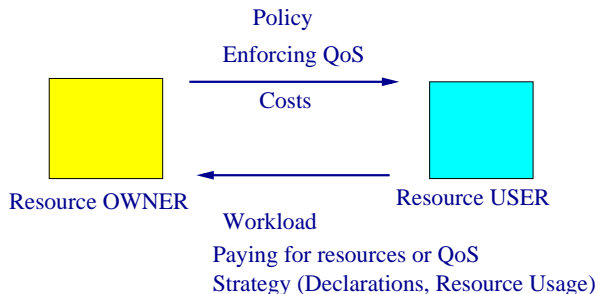 Policy
Enforcing QoS
Costs
Resource OWNER
Resource USER
Workload
Paying for resources or QoS
Strategy (Declarations, Resource Usage)